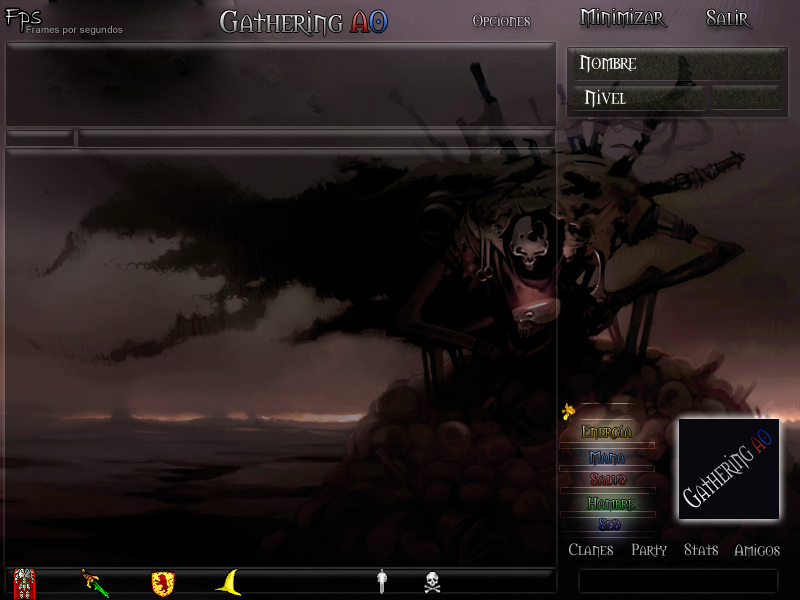 Fps
Frames por segundos
Gathering AO
Opciones
Minimizar
Salir
Nombre
Nivel
Energia
Mana
Salud
Hambre
Sed
Gathering AO
Clanes
Party
Stats
Amigos